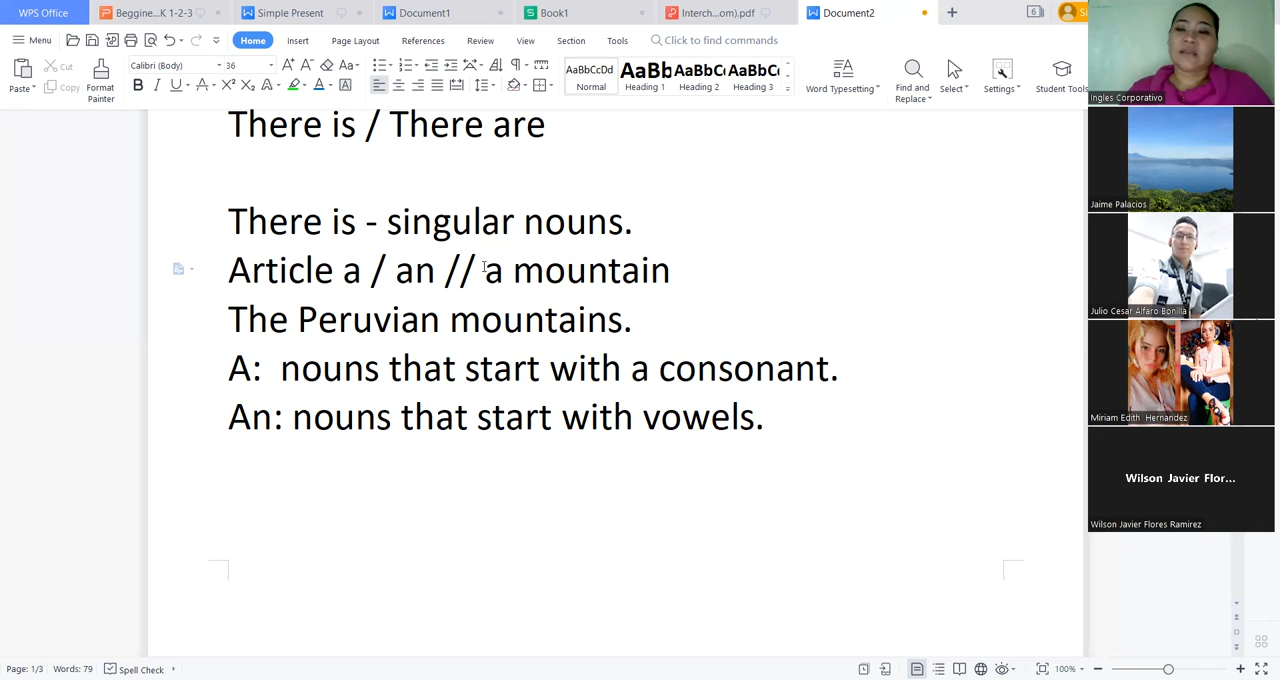 WPS Office Beggine...K 1-2-3 Simple Present Document1 Book1 Interch...om).pdf Document2
Menu Home Insert Page Layout References Review View Section Tools Click to find commands
Paste Cut Copy Format Painter Calibri (Body) 36 AaBbCcDd Normal AaBb Heading 1 AaBbC Heading 2 AaBbC Heading 3 Word Typesetting Find and Replace Select Settings Student Tools
There is / There are
There is - singular nouns.
Article a / an // a mountain
The Peruvian mountains.
A: nouns that start with a consonant.
An: nouns that start with vowels.
Ingles Corporativo
Jaime Palacios
Julio Cesar Alfaro Bonilla
Miriam Edith Hernandez
Wilson Javier Flor...
Wilson Javier Flores Ramirez
Page: 1/3 Words: 79 Spell Check 100%